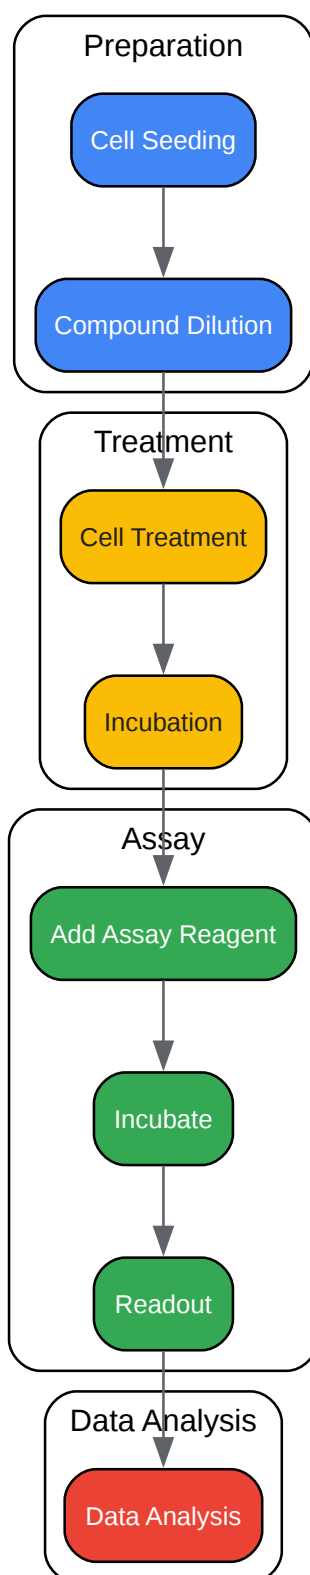 Preparation
Cell Seeding
Compound Dilution
Treatment
Cell Treatment
Incubation
Assay
Add Assay Reagent
Incubate
Readout
Data Analysis
Data Analysis